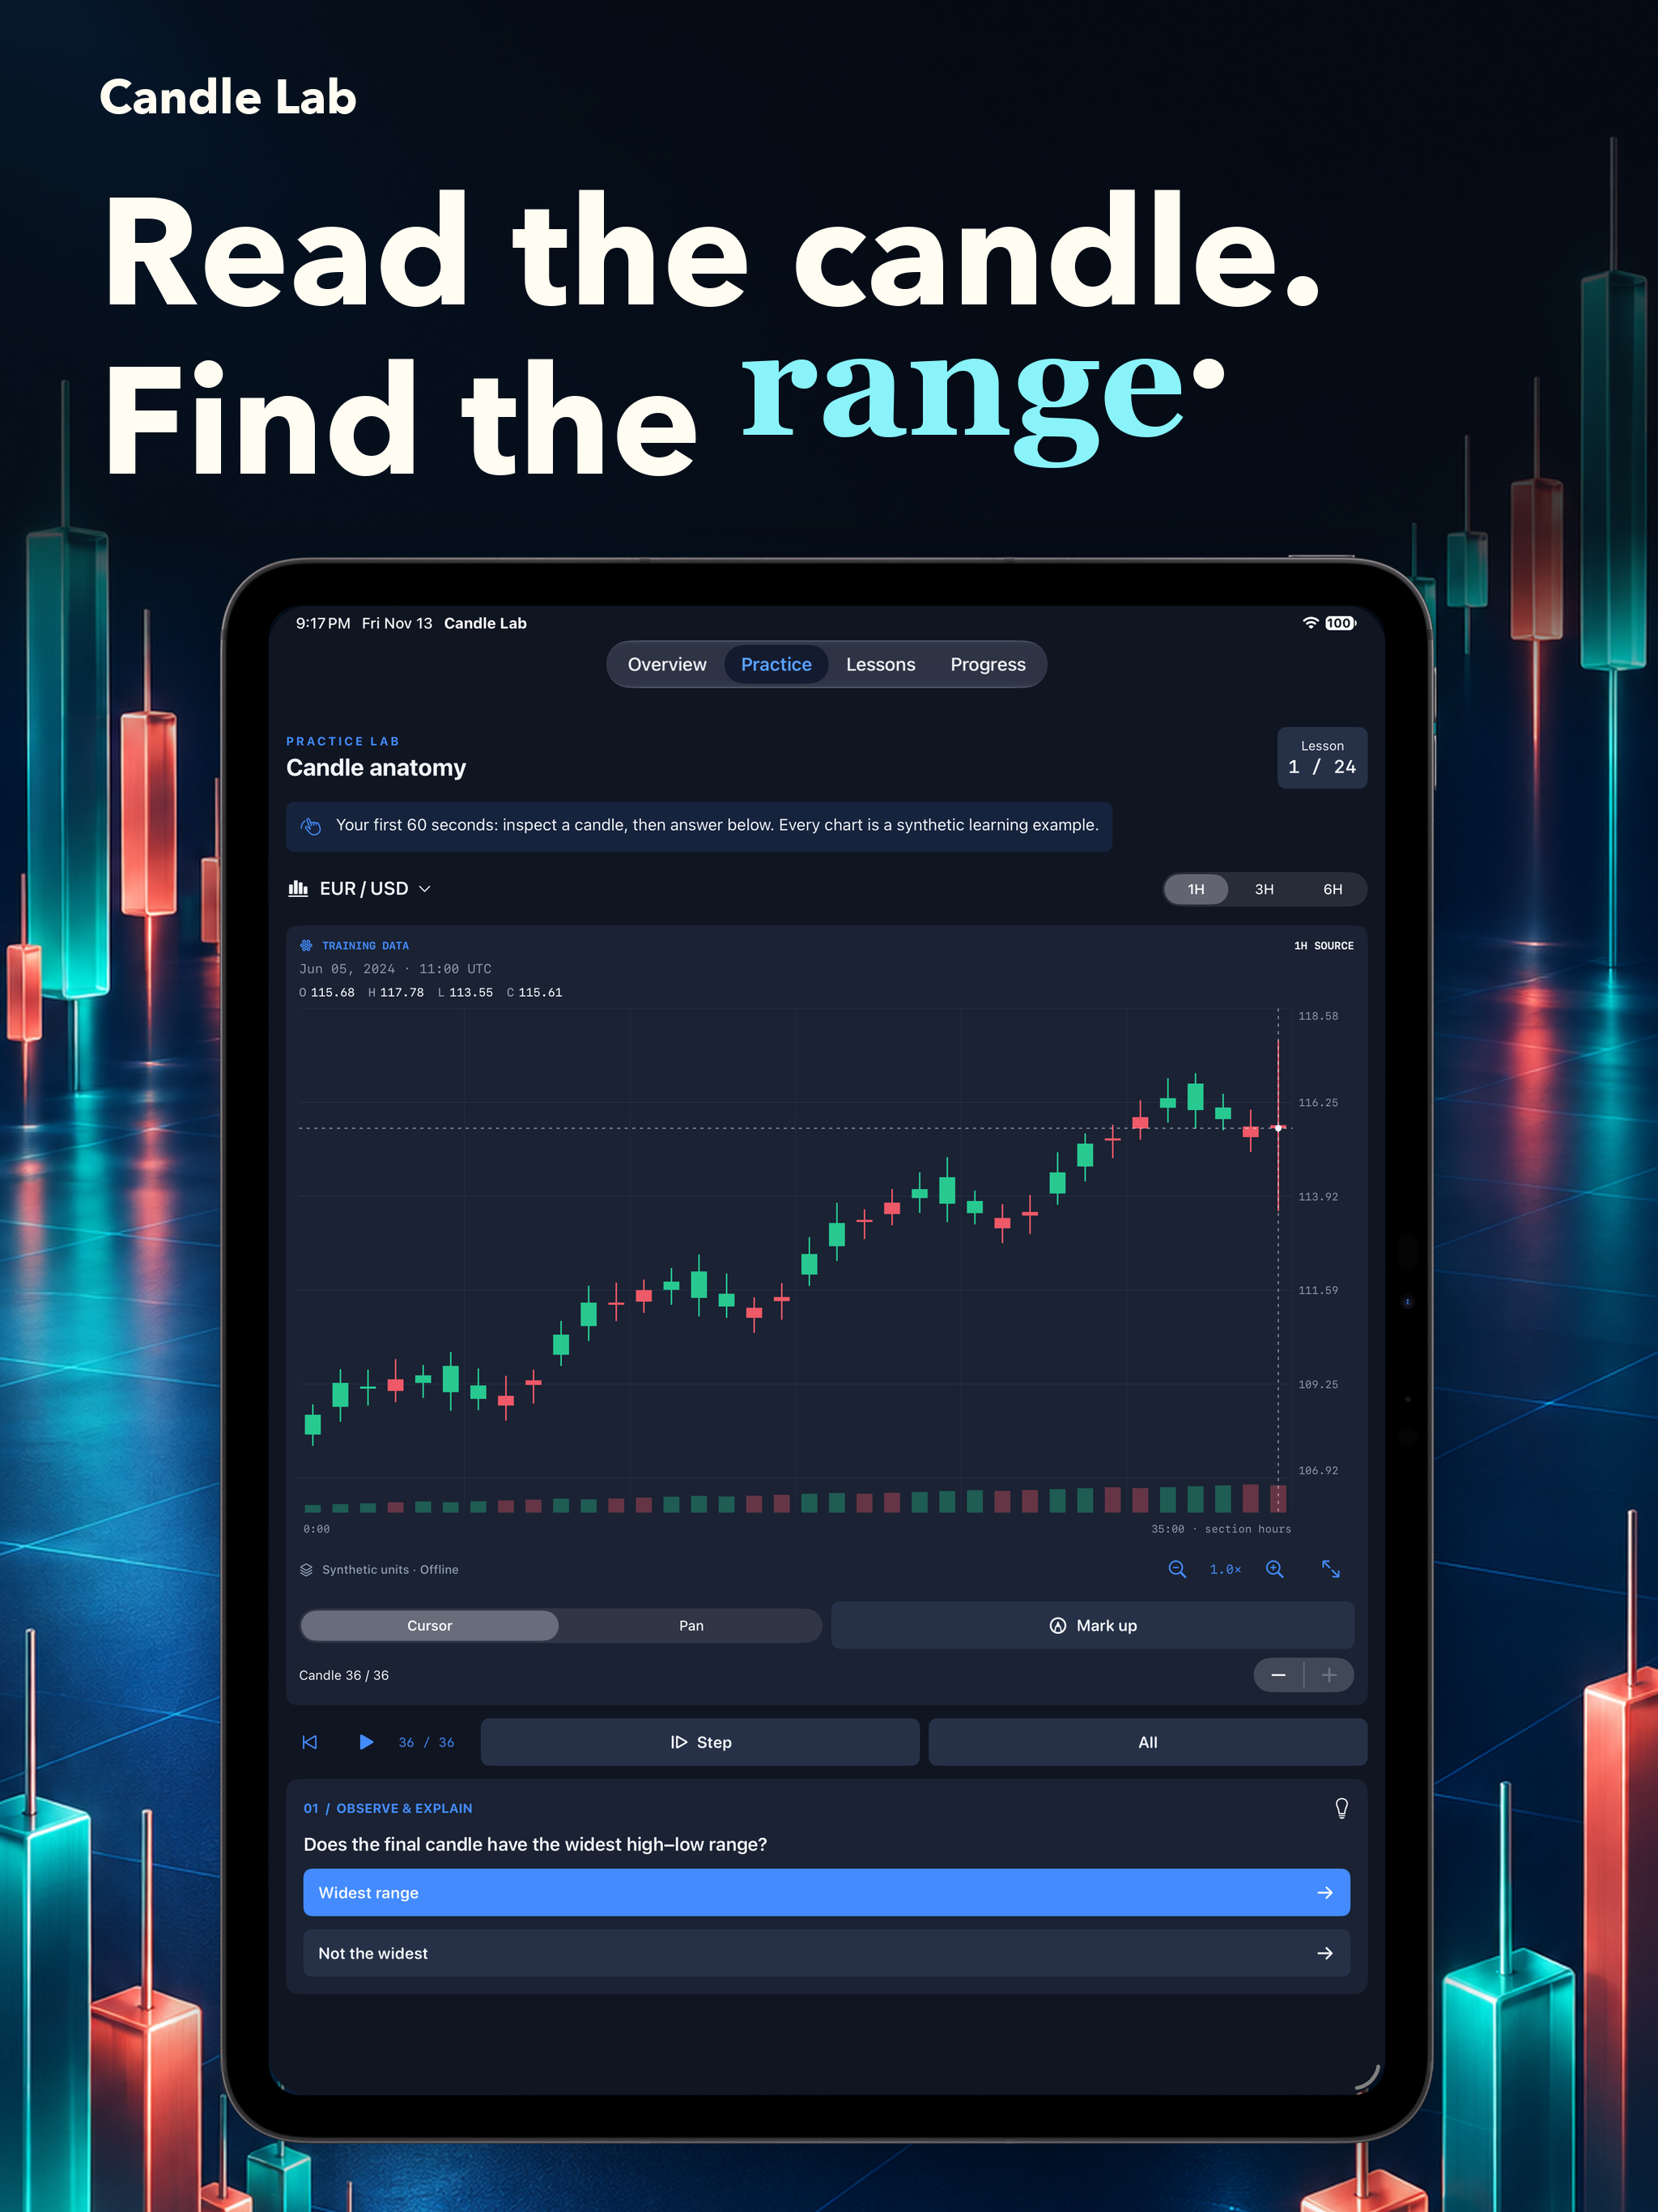 Candle Lab
Read the candle.
Find the range.
9:17 PM Fri Nov 13 Candle Lab
100
Overview Practice Lessons Progress
PRACTICE LAB
Candle anatomy
Lesson
1 / 24
Your first 60 seconds: inspect a candle, then answer below. Every chart is a synthetic learning example.
EUR / USD
1H 3H 6H
TRAINING DATA
1H SOURCE
Jun 05, 2024 · 11:00 UTC
O 115.68 H 117.78 L 113.55 C 115.61
118.58
116.25
113.92
111.59
109.25
106.92
0:00
35:00 · section hours
Synthetic units · Offline
1.0×
Cursor Pan
Mark up
Candle 36 / 36
36 / 36
Step
All
01 / OBSERVE & EXPLAIN
Does the final candle have the widest high–low range?
Widest range
Not the widest